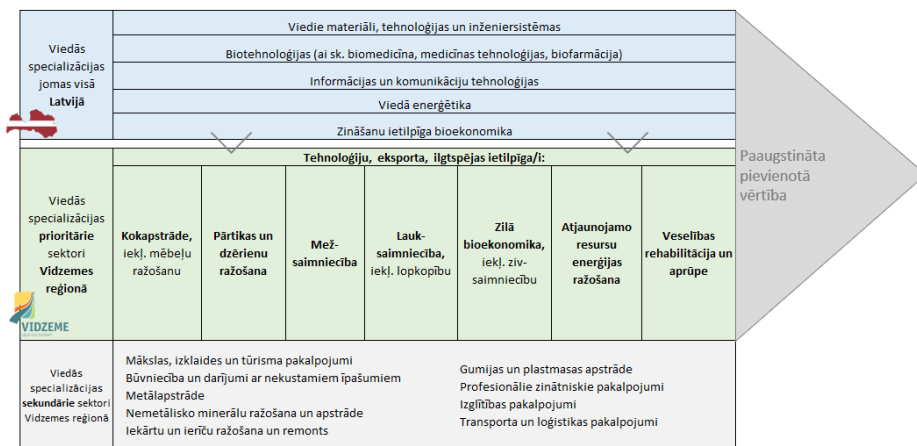 Viedās
specializācijas
jomas visā
Latvijā
Viedie materiāli, tehnoloģijas un inženiersistēmas
Biotehnoloģijas (ai sk. biomedicīna, medicīnas tehnoloģijas, biofarmācija)
Informācijas un komunikāciju tehnoloģijas
Viedā enerģētika
Zināšanu ietilpīga bioekonomika
Paaugstināta
pievienotā
vērtība
Viedās
specializācijas
prioritārie
sektori
Vidzemes
reģionā
VIDZEME
Tehnoloģiju, eksporta, ilgtspējas ietilpīga/i:
Kokapstrāde,
iekļ. mēbeļu
ražošanu
Pārtikas un
dzērienu
ražošana
Mež-
saimniecība
Lauk-
saimniecība,
iekļ. lopkopību
Zilā
bioekonomika,
iekļ. ziv-
saimniecību
Atjaunojamo
resursu
enerģijas
ražošana
Veselības
rehabilitācija un
aprūpe
Viedās
specializācijas
sekundārie sektori
Vidzemes reģionā
Mākslas, izklaides un tūrisma pakalpojumi
Būvniecība un darījumi ar nekustamiem īpašumiem
Metālapstrāde
Nemetālisko minerālu ražošana un apstrāde
Iekārtu un ierīču ražošana un remonts
Gumijas un plastmasas apstrāde
Profesionālie zinātniskie pakalpojumi
Izglītības pakalpojumi
Transporta un loģistikas pakalpojumi